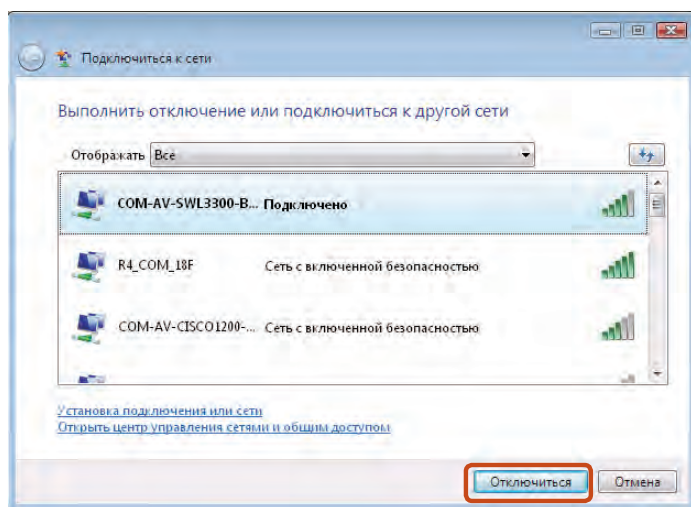 Подключиться к сети
Выполнить отключение или подключиться к другой сети
Отображать Все
COM-AV-SWL3300-B... Подключено
R4_COM_18F Сеть с включенной безопасностью
COM-AV-CISCO1200-... Сеть с включенной безопасностью
Установка подключения или сети
Открыть центр управления сетями и общим доступом
Отключиться Отмена